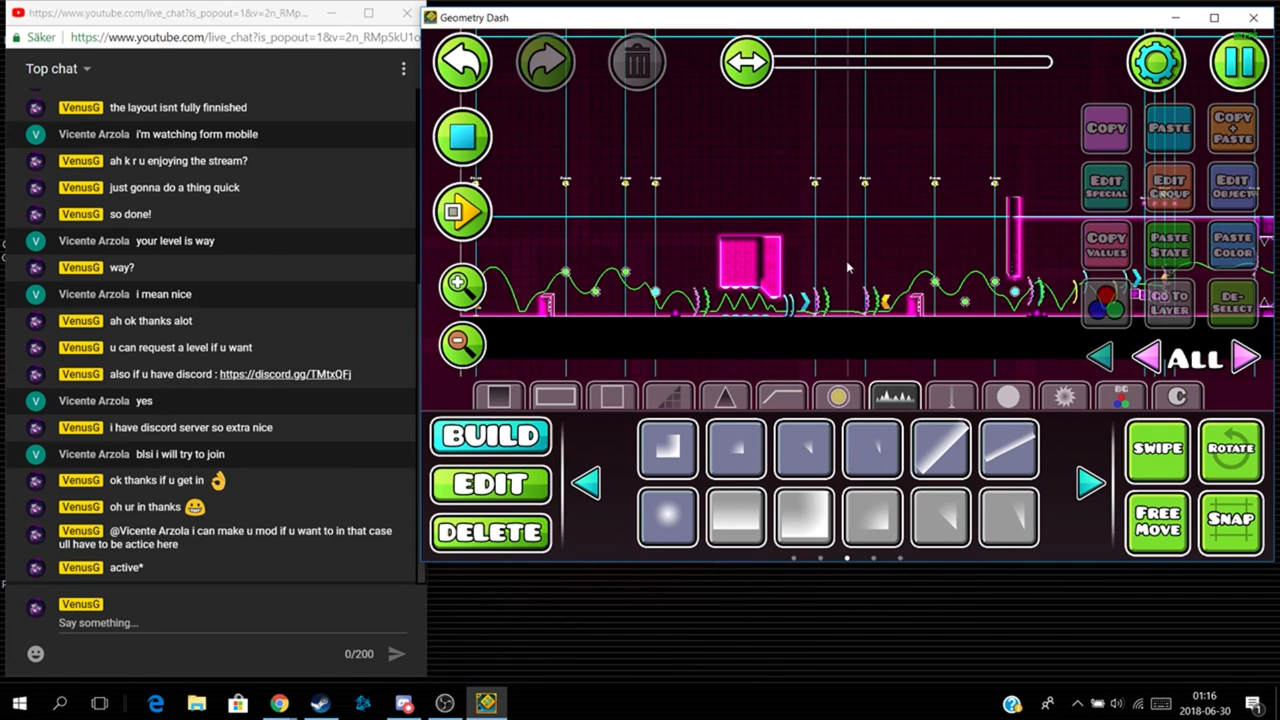 https://www.youtube.com/live_chat?is_popout=1&v=2n_RMp...
Säker
https://www.youtube.com/live_chat?is_popout=1&v=2n_RMp5kU1o
Top chat
VenusG the layout isnt fully finnished
V Vicente Arzola i'm watching form mobile
VenusG ah k r u enjoying the stream?
VenusG just gonna do a thing quick
VenusG so done!
V Vicente Arzola your level is way
VenusG way?
V Vicente Arzola i mean nice
VenusG ah ok thanks alot
VenusG u can request a level if u want
VenusG also if u have discord : https://discord.gg/TMtxQFj
V Vicente Arzola yes
VenusG i have discord server so extra nice
V Vicente Arzola blsi i will try to join
VenusG ok thanks if u get in 👌
VenusG oh ur in thanks 😀
VenusG @Vicente Arzola i can make u mod if u want to in that case
ull have to be actice here
VenusG active*
VenusG
Say something...
0/200
Geometry Dash
COPY
PASTE
COPY
+
PASTE
EDIT
SPECIAL
EDIT
GROUP
EDIT
OBJECT
COPY
VALUES
PASTE
STATE
PASTE
COLOR
GO TO
LAYER
DE-
SELECT
ALL
BG
C
BUILD
EDIT
DELETE
SWIPE
ROTATE
FREE
MOVE
SNAP
01:16
2018-06-30
1